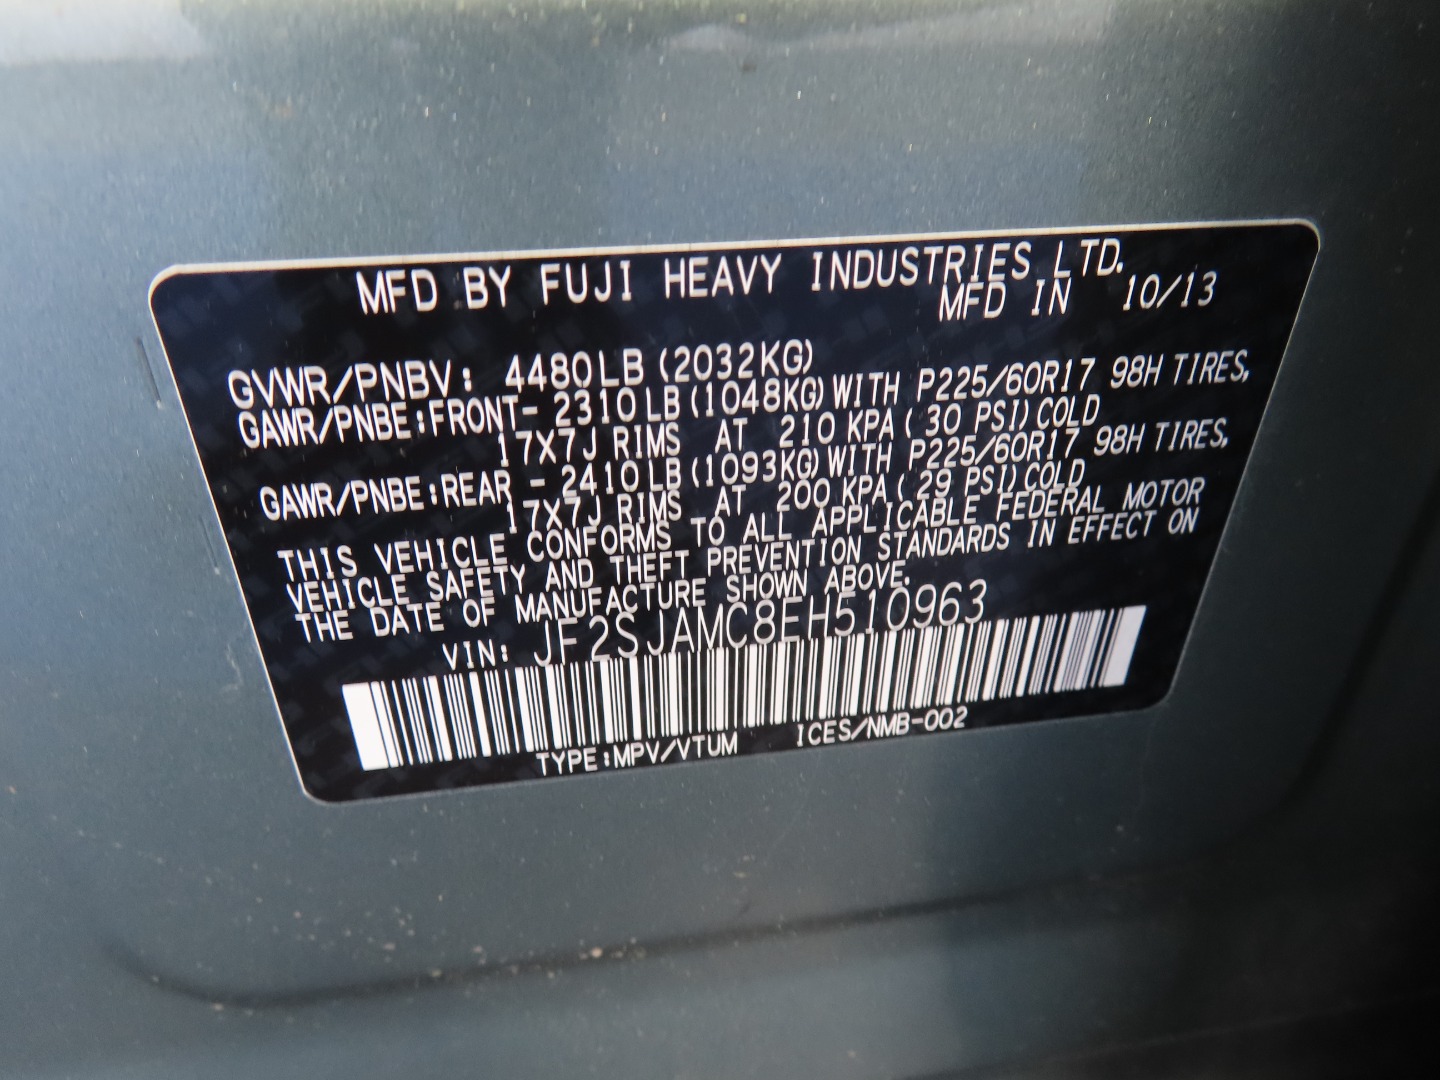 MFD BY FUJI HEAVY INDUSTRIES LTD.
MFD IN 10/13
GVWR/PNBV: 4480LB (2032KG)
GAWR/PNBE:FRONT- 2310LB(1048KG)WITH P225/60R17 98H TIRES,
17X7J RIMS AT 210 KPA( 30 PSI)COLD
GAWR/PNBE:REAR - 2410LB(1093KG)WITH P225/60R17 98H TIRES,
17X7J RIMS AT 200 KPA( 29 PSI)COLD
THIS VEHICLE CONFORMS TO ALL APPLICABLE FEDERAL MOTOR
VEHICLE SAFETY AND THEFT PREVENTION STANDARDS IN EFFECT ON
THE DATE OF MANUFACTURE SHOWN ABOVE.
VIN: JF2SJAMC8EH510963
TYPE:MPV/VTUM ICES/NMB-002